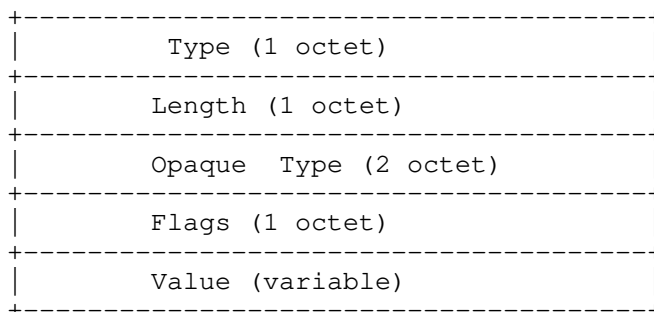 Type (1 octet)
Length (1 octet)
Opaque  Type (2 octet)
Flags (1 octet)
Value (variable)